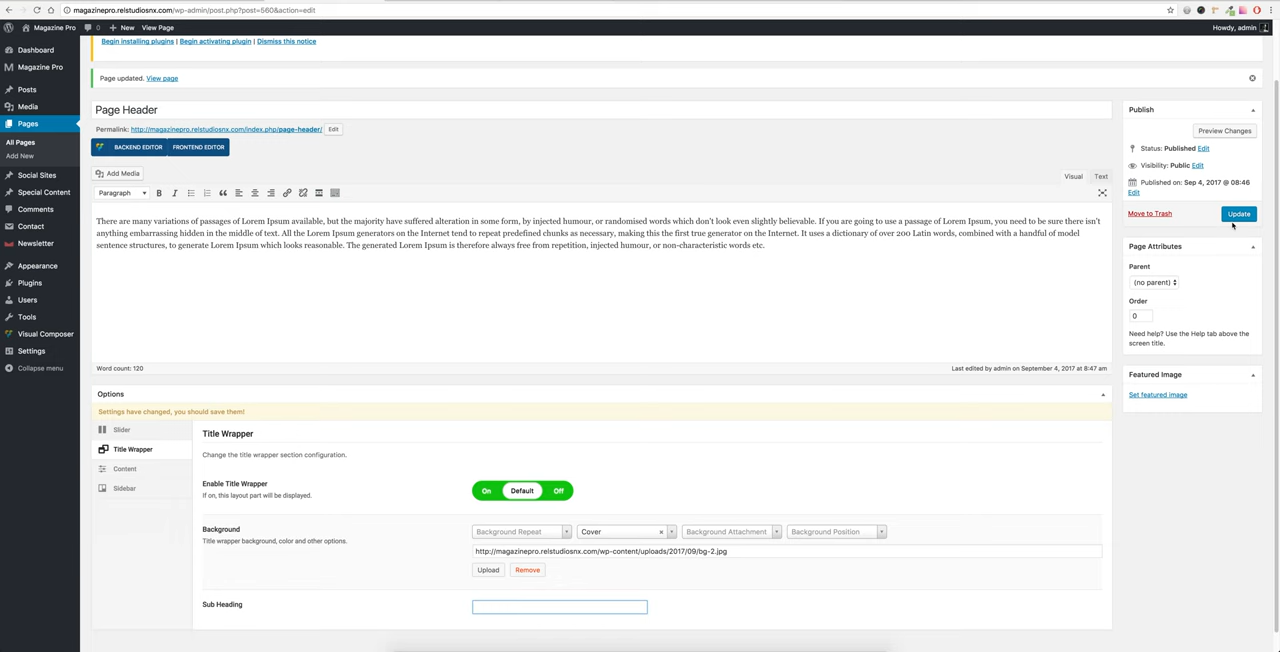 magazinepro.relstudiosnx.com/wp-admin/post.php?post=560&action=edit
Magazine Pro
0
New
View Page
Howdy, admin
Dashboard
Magazine Pro
Posts
Media
Pages
All Pages
Add New
Social Sites
Special Content
Comments
Contact
Newsletter
Appearance
Plugins
Users
Tools
Visual Composer
Settings
Collapse menu
Begin installing plugins | Begin activating plugin | Dismiss this notice
Page updated. View page
Page Header
Permalink: http://magazinepro.relstudiosnx.com/index.php/page-header/ Edit
BACKEND EDITOR FRONTEND EDITOR
Add Media
Visual Text
Paragraph
There are many variations of passages of Lorem Ipsum available, but the majority have suffered alteration in some form, by injected humour, or randomised words which don't look even slightly believable. If you are going to use a passage of Lorem Ipsum, you need to be sure there isn't
anything embarrassing hidden in the middle of text. All the Lorem Ipsum generators on the Internet tend to repeat predefined chunks as necessary, making this the first true generator on the Internet. It uses a dictionary of over 200 Latin words, combined with a handful of model
sentence structures, to generate Lorem Ipsum which looks reasonable. The generated Lorem Ipsum is therefore always free from repetition, injected humour, or non-characteristic words etc.
Word count: 120
Last edited by admin on September 4, 2017 at 8:47 am
Options
Settings have changed, you should save them!
Slider
Title Wrapper
Content
Sidebar
Title Wrapper
Change the title wrapper section configuration.
Enable Title Wrapper
If on, this layout part will be displayed.
On Default Off
Background
Title wrapper background, color and other options.
Background Repeat Cover × Background Attachment Background Position
http://magazinepro.relstudiosnx.com/wp-content/uploads/2017/09/bg-2.jpg
Upload Remove
Sub Heading
Publish
Preview Changes
Status: Published Edit
Visibility: Public Edit
Published on: Sep 4, 2017 @ 08:46
Edit
Move to Trash
Update
Page Attributes
Parent
(no parent)
Order
0
Need help? Use the Help tab above the
screen title.
Featured Image
Set featured image